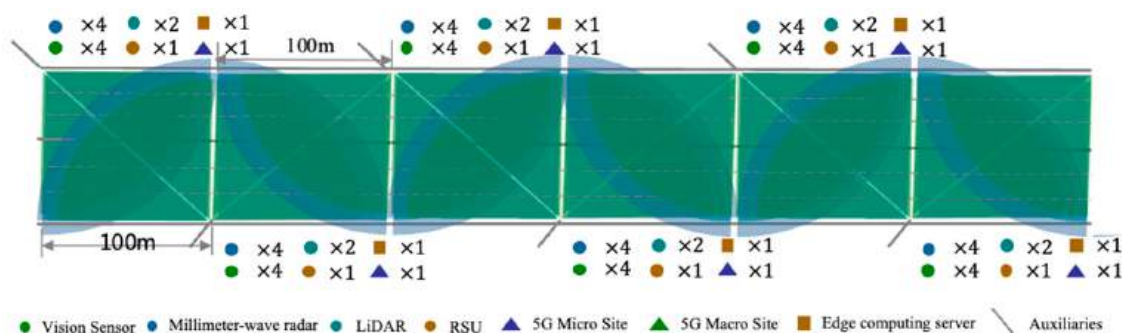 ×4 ×2 ×1 ×4 ×2 ×1 ×4 ×2 ×1
×4 ×1 ×1 ×4 ×1 ×1 ×4 ×1 ×1
100m
100m
×4 ×2 ×1 ×4 ×2 ×1 ×4 ×2 ×1
×4 ×1 ×1 ×4 ×1 ×1 ×4 ×1 ×1
Vision Sensor Millimeter-wave radar LiDAR RSU 5G Micro Site 5G Macro Site Edge computing server Auxiliaries